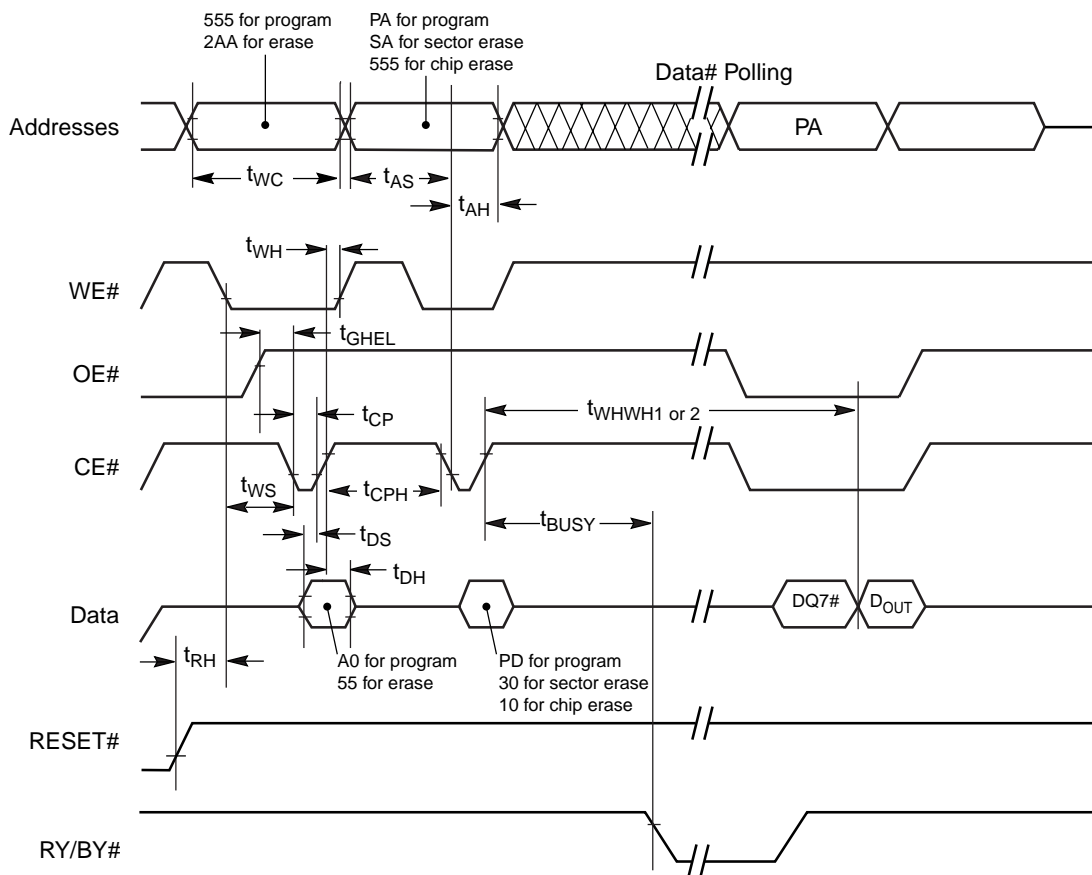 555 for program
2AA for erase
PA for program
SA for sector erase
555 for chip erase
Data# Polling
Addresses
PA
tWC
tAS
tAH
tWH
WE#
tGHEL
OE#
tWHWH1 or 2
tCP
CE#
tWS
tCPH
tBUSY
tDS
tDH
Data
DQ7#
DOUT
tRH
A0 for program
55 for erase
PD for program
30 for sector erase
10 for chip erase
RESET#
RY/BY#